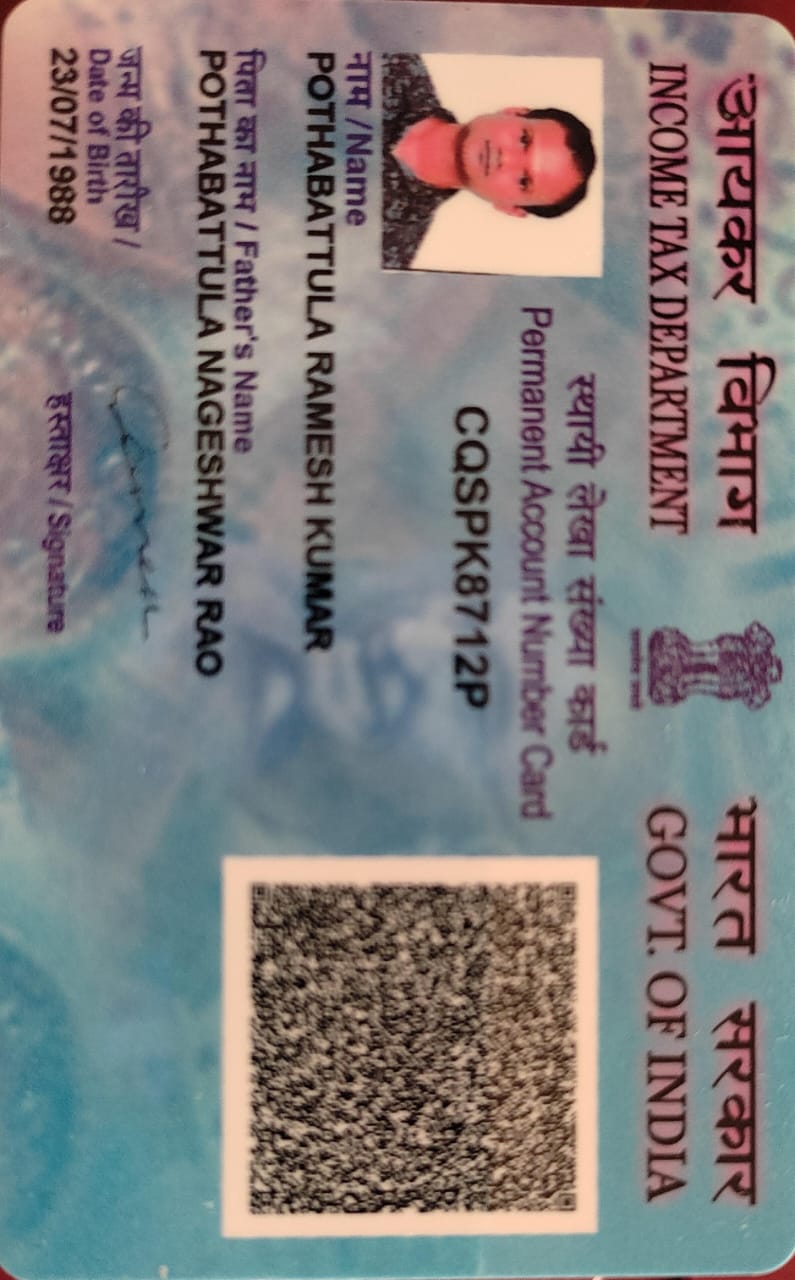 आयकर विभाग
INCOME TAX DEPARTMENT
भारत सरकार
GOVT. OF INDIA
स्थायी लेखा संख्या कार्ड
Permanent Account Number Card
CQSPK8712P
नाम /Name
POTHABATTULA RAMESH KUMAR
पिता का नाम / Father's Name
POTHABATTULA NAGESHWAR RAO
जन्म की तारीख /
Date of Birth
23/07/1988
हस्ताक्षर / Signature